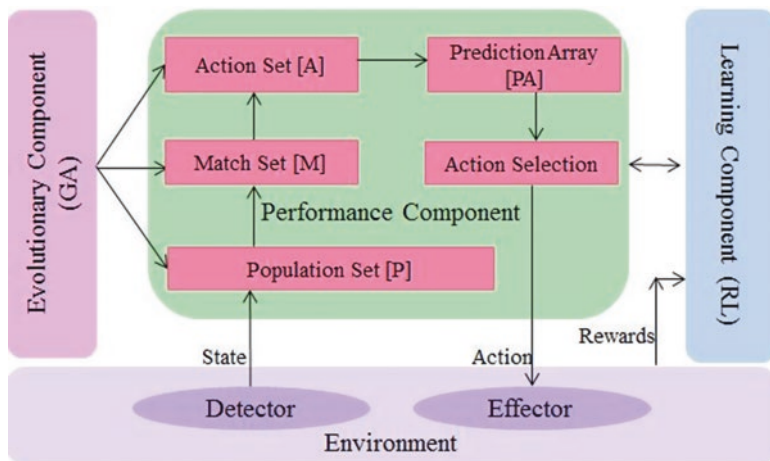 Evolutionary Component
(GA)
Action Set [A]
Prediction Array
[PA]
Match Set [M]
Action Selection
Performance Component
Population Set [P]
Learning Component (RL)
State
Action
Rewards
Detector
Effector
Environment